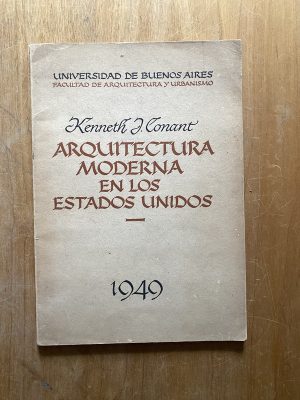 UNIVERSIDAD DE BUENOS AIRES
FACULTAD DE ARQUITECTURA Y URBANISMO
Kenneth J. Conant
ARQUITECTURA
MODERNA
EN LOS
ESTADOS UNIDOS
1949